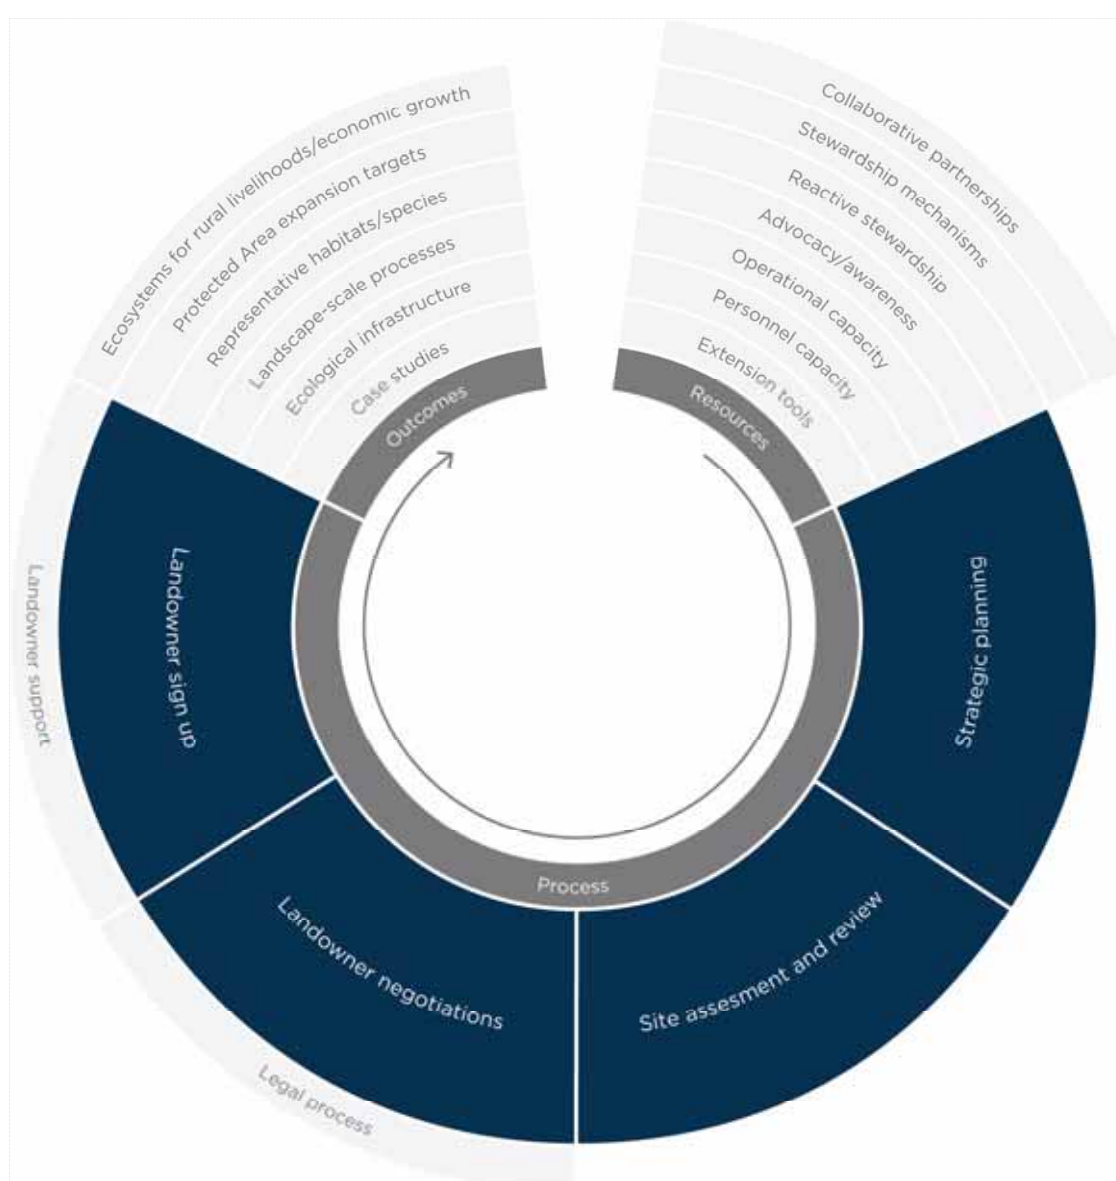 Collaborative partnerships
Stewardship mechanisms
Reactive stewardship
Advocacy/awareness
Operational capacity
Personnel capacity
Extension tools
Resources
Strategic planning
Site assesment and review
Process
Landowner negotiations
Legal process
Landowner sign up
Landowner support
Outcomes
Ecosystems for rural livelihoods/economic growth
Protected Area expansion targets
Representative habitats/species
Landscape-scale processes
Ecological infrastructure
Case studies